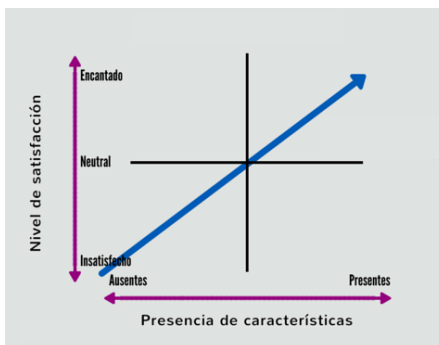 Encantado
Nivel de satisfacción
Neutral
Insatisfecho
Ausentes
Presentes
Presencia de características